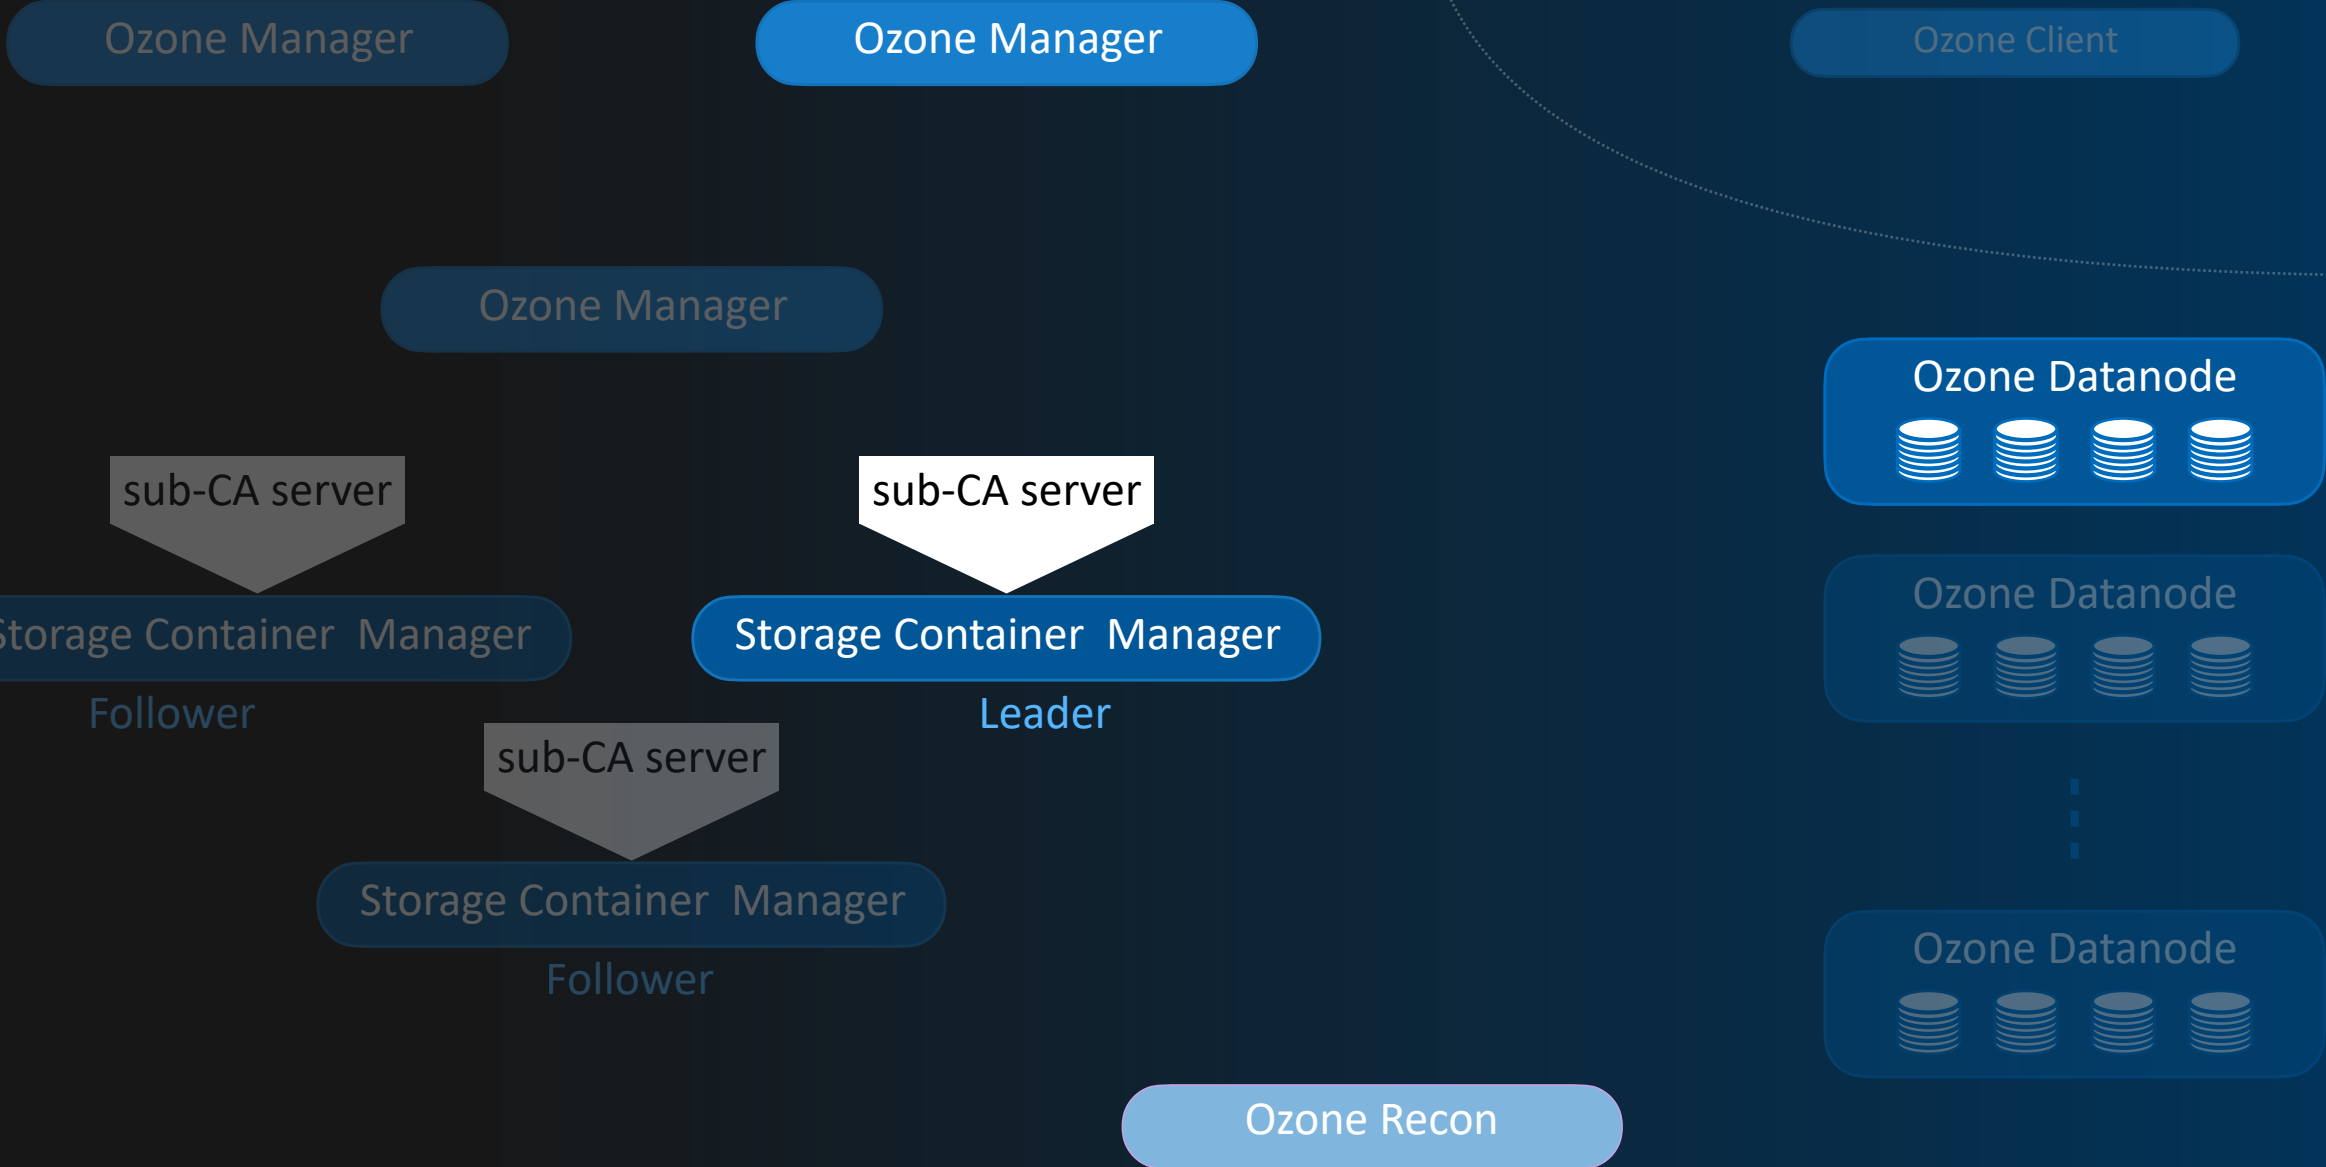 Ozone Manager
Ozone Manager
Ozone Client
Ozone Manager
Ozone Datanode
sub-CA server
sub-CA server
Ozone Datanode
Storage Container  Manager
Storage Container  Manager
Follower
Leader
sub-CA server
Storage Container  Manager
Ozone Datanode
Follower
Ozone Recon